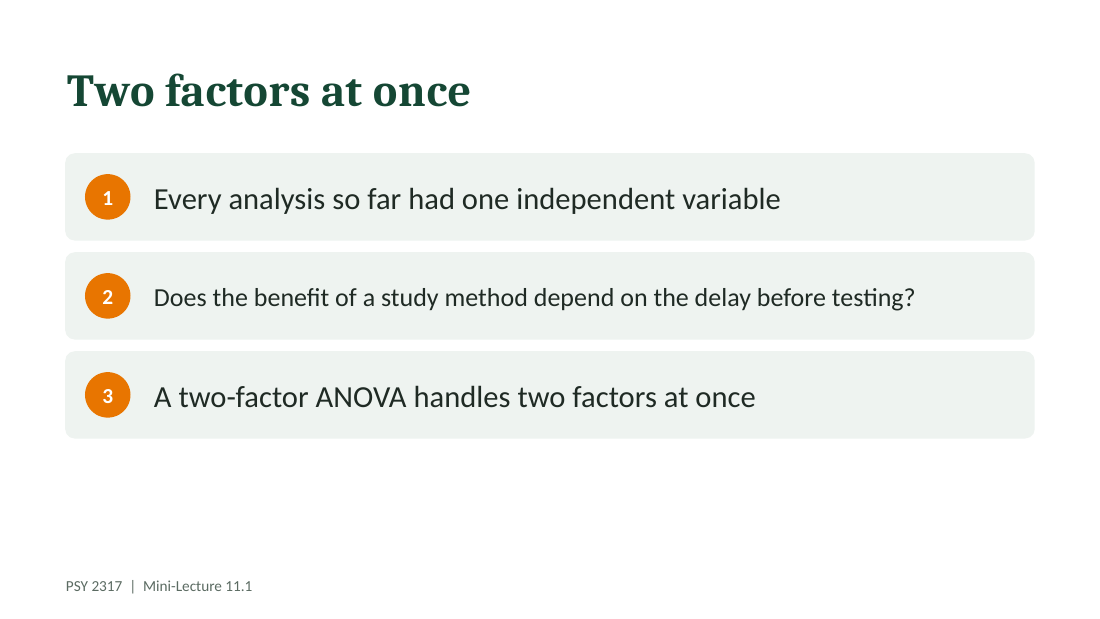 Two factors at once
1 Every analysis so far had one independent variable
2 Does the benefit of a study method depend on the delay before testing?
3 A two-factor ANOVA handles two factors at once
PSY 2317 | Mini-Lecture 11.1